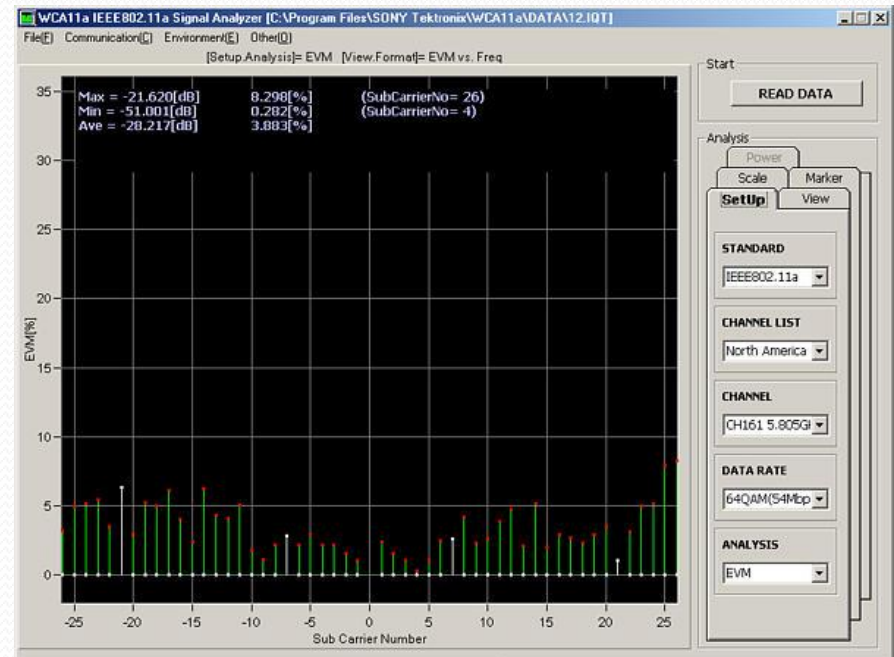 WCA11a IEEE802.11a Signal Analyzer [C:\Program Files\SONY Tektronix\WCA11a\DATA\12.IQT]
File(F) Communication(C) Environment(E) Other(O)
[Setup.Analysis]= EVM [View.Format]= EVM vs. Freq
Max = -21.620[dB] 8.298[%] (SubCarrierNo= 26)
Min = -51.001[dB] 0.282[%] (SubCarrierNo= 4)
Ave = -28.217[dB] 3.883[%]
35
30
25
20
15
10
5
0
EVM[%]
-25 -20 -15 -10 -5 0 5 10 15 20 25
Sub Carrier Number
Start
READ DATA
Analysis
Power
Scale Marker
SetUp View
STANDARD
IEEE802.11a
CHANNEL LIST
North America
CHANNEL
CH161 5.805GI
DATA RATE
64QAM(54Mbp
ANALYSIS
EVM